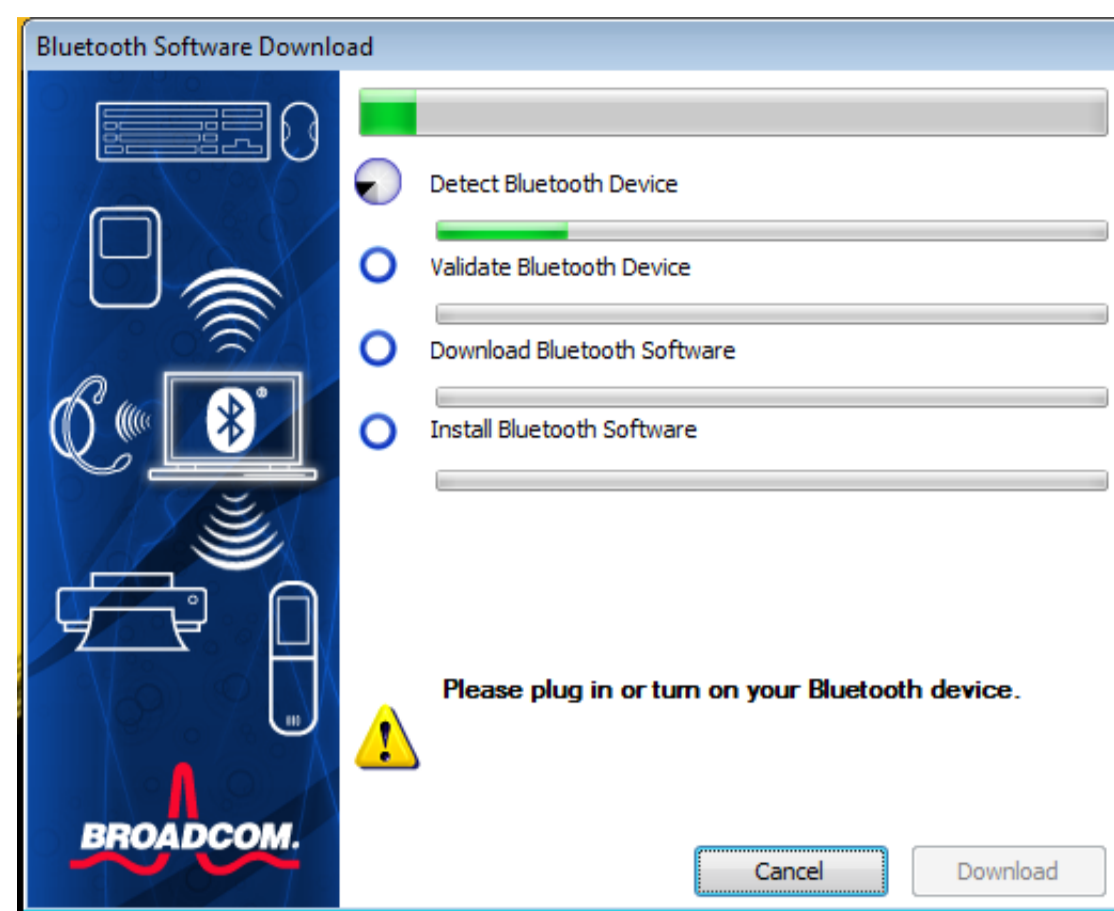 Bluetooth Software Download
Detect Bluetooth Device
Validate Bluetooth Device
Download Bluetooth Software
Install Bluetooth Software
Please plug in or turn on your Bluetooth device.
BROADCOM.
Cancel
Download